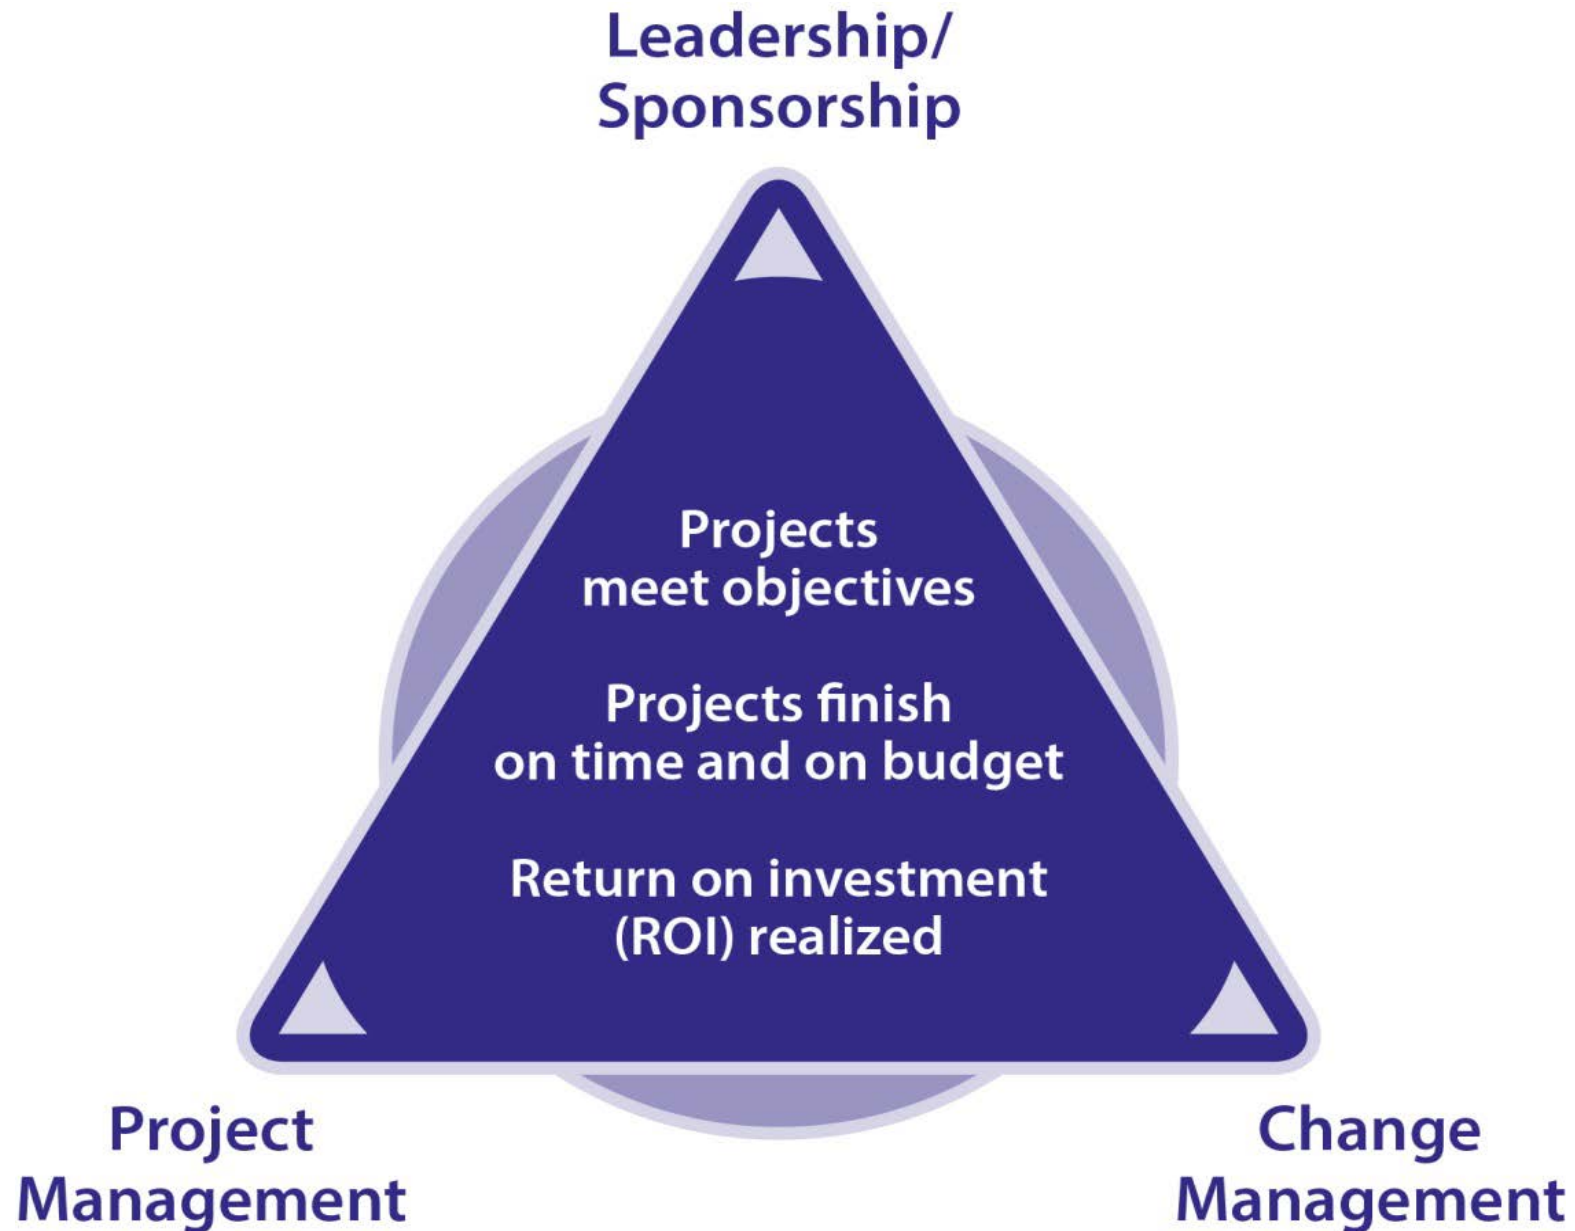 Leadership/
Sponsorship
Projects
meet objectives
Projects finish
on time and on budget
Return on investment
(ROI) realized
Project
Management
Change
Management